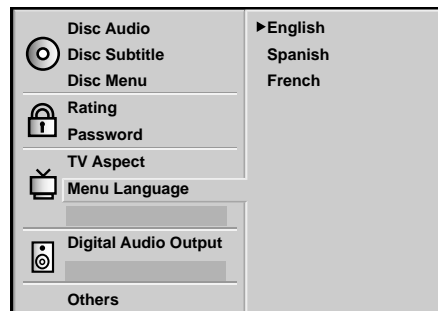 Disc Audio
Disc Subtitle
Disc Menu
Rating
Password
TV Aspect
Menu Language
Digital Audio Output
Others
►English
Spanish
French